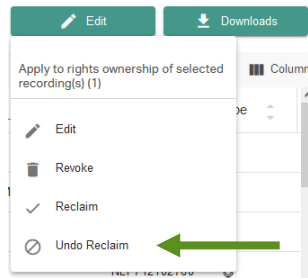 Edit
Downloads
Apply to rights ownership of selected
recording(s) (1)
Edit
Revoke
Reclaim
Undo Reclaim